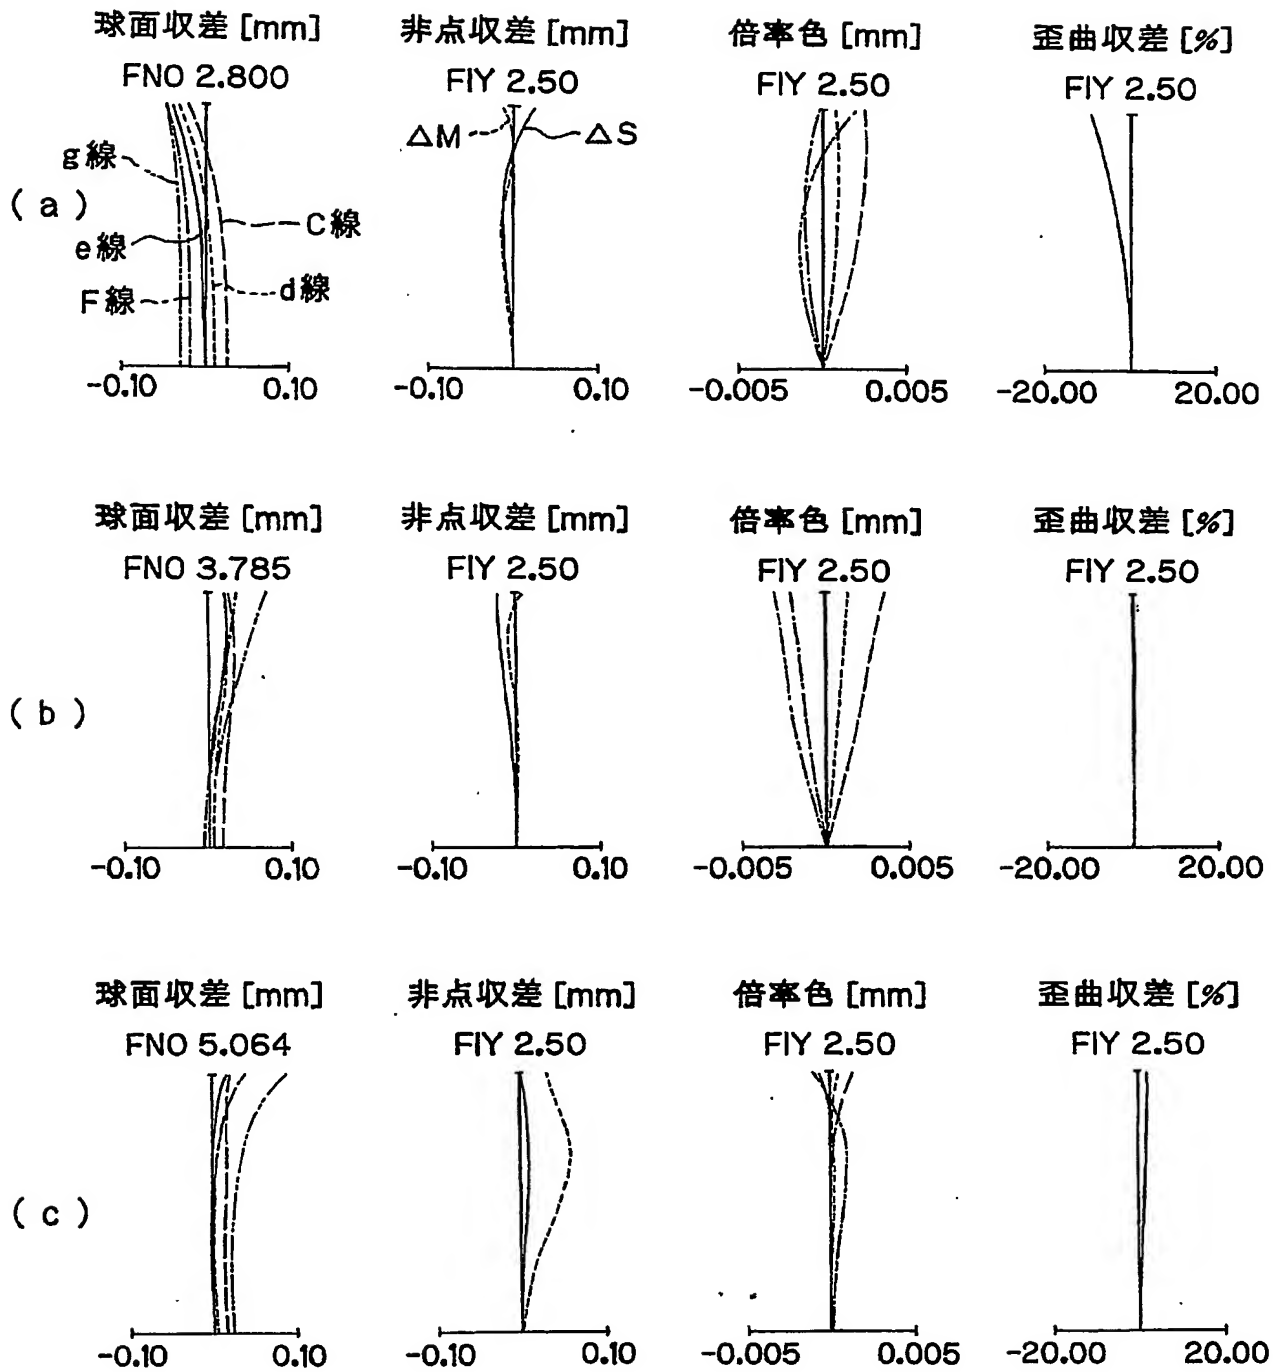 球面収差 [mm] 非点収差 [mm] 倍率色 [mm] 歪曲収差 [%]
FNO 2.800 FIY 2.50 FIY 2.50 FIY 2.50
ΔM ΔS
g線
(a)
C線
e線
d線
F線
-0.10 0.10 -0.10 0.10 -0.005 0.005 -20.00 20.00
球面収差 [mm] 非点収差 [mm] 倍率色 [mm] 歪曲収差 [%]
FNO 3.785 FIY 2.50 FIY 2.50 FIY 2.50
(b)
-0.10 0.10 -0.10 0.10 -0.005 0.005 -20.00 20.00
球面収差 [mm] 非点収差 [mm] 倍率色 [mm] 歪曲収差 [%]
FNO 5.064 FIY 2.50 FIY 2.50 FIY 2.50
(c)
-0.10 0.10 -0.10 0.10 -0.005 0.005 -20.00 20.00